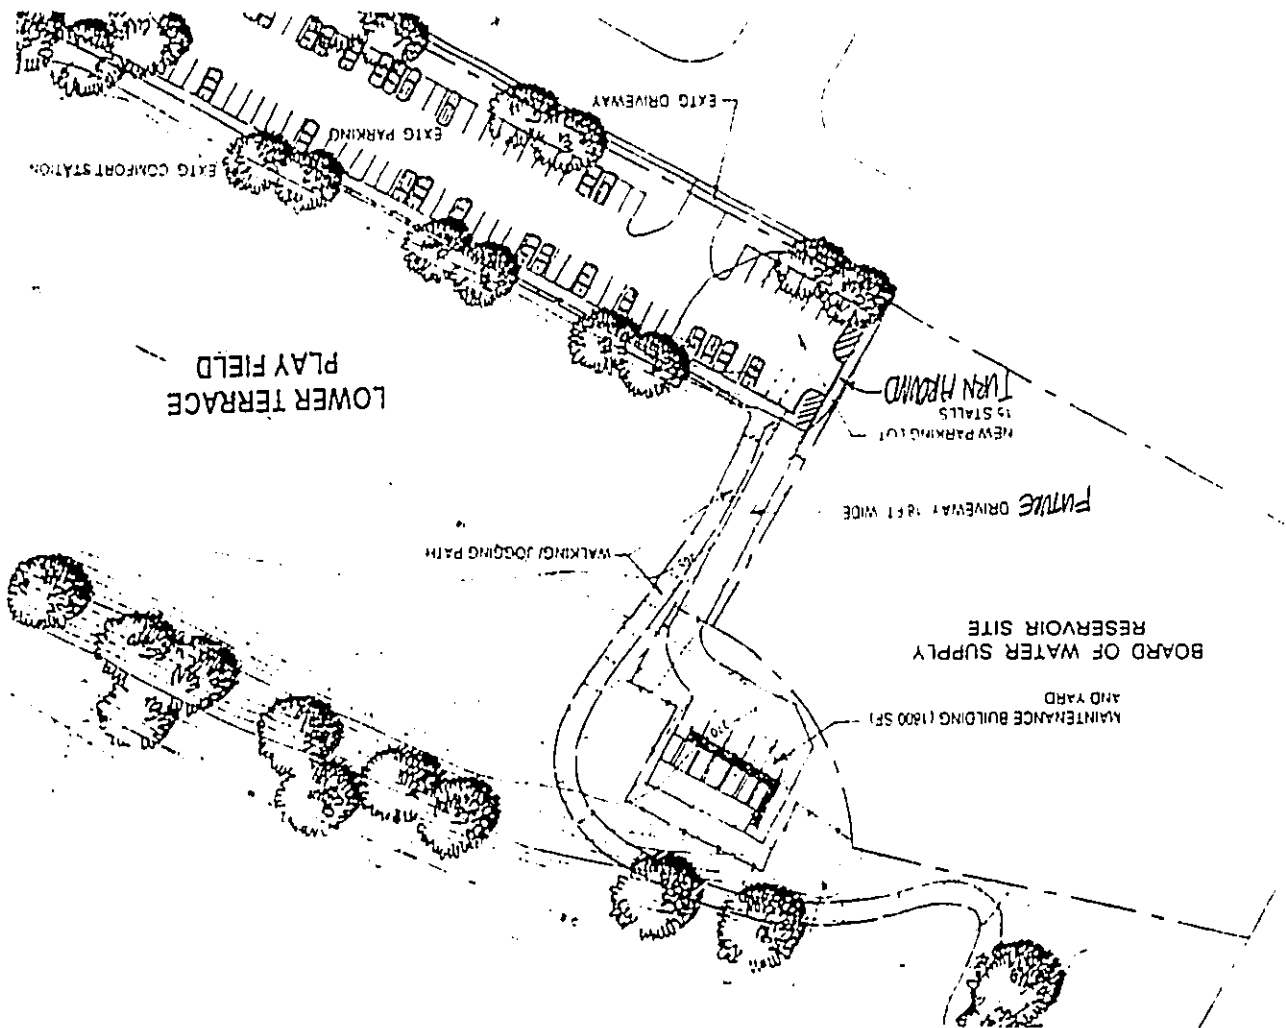 MAINTENANCE BUILDING (1800 SF)
AND YARD
BOARD OF WATER SUPPLY
RESERVOIR SITE
FUTURE DRIVEWAY 18 FT WIDE
WALKING/JOGGING PATH
NEW PARKING LOT
15 STALLS
TURN AROUND
LOWER TERRACE
PLAY FIELD
EXTG COMFORT STATION
EXTG PARKING
EXTG DRIVEWAY